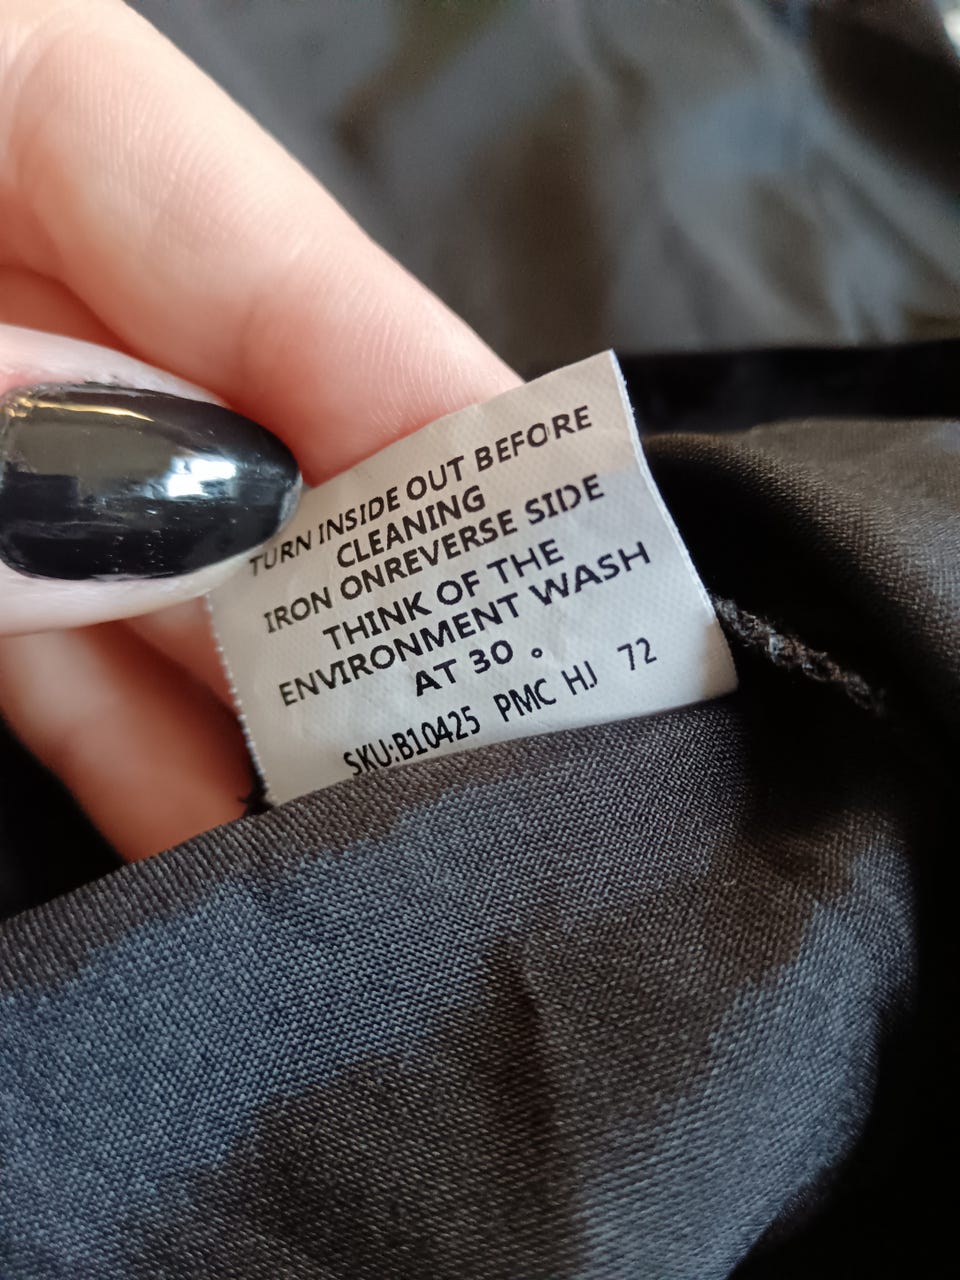 TURN INSIDE OUT BEFORE
CLEANING
IRON ONREVERSE SIDE
THINK OF THE
ENVIRONMENT WASH
AT 30 °
SKU:B10425 PMC HJ 72